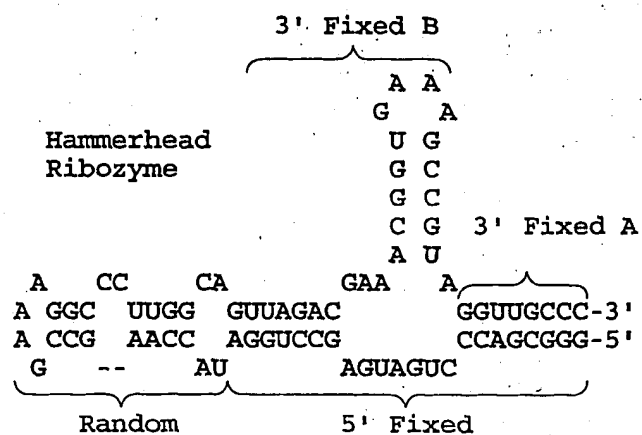 3' Fixed B
A A
G A
Hammerhead
U G
Ribozyme
G C
G C
C G
3' Fixed A
A U
A CC CA GAA A
A GGC UUGG GUUAGAC GGUUGCCC-3'
A CCG AACC AGGUCCG CCAGCGGG-5'
G -- AU AGUAGUC
Random 5' Fixed